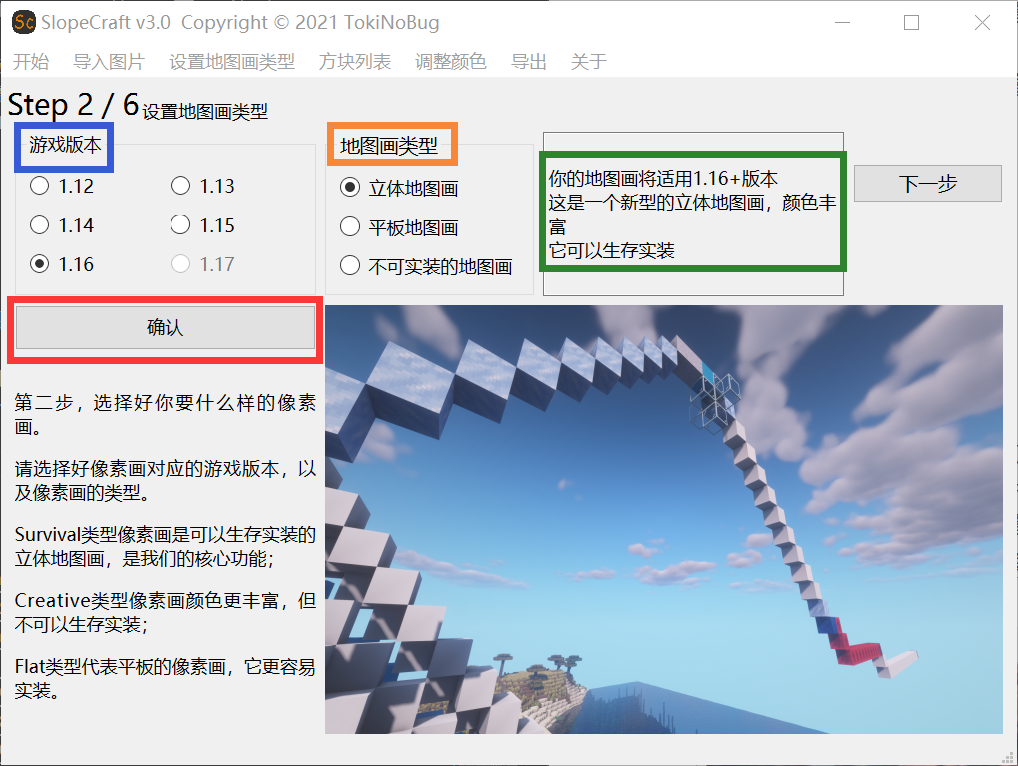 Sc SlopeCraft v3.0 Copyright © 2021 TokiNoBug
开始 导入图片 设置地图画类型 方块列表 调整颜色 导出 关于
Step 2 / 6 设置地图画类型
游戏版本
1.12 1.13
1.14 1.15
1.16 1.17
地图画类型
立体地图画
平板地图画
不可实装的地图画
你的地图画将适用1.16+版本
这是一个新型的立体地图画，颜色丰
富
它可以生存实装
下一步
确认
第二步，选择好你要什么样的像素
画。
请选择好像素画对应的游戏版本，以
及像素画的类型。
Survival类型像素画是可以生存实装的
立体地图画，是我们的核心功能；
Creative类型像素画颜色更丰富，但
不可以生存实装；
Flat类型代表平板的像素画，它更容易
实装。